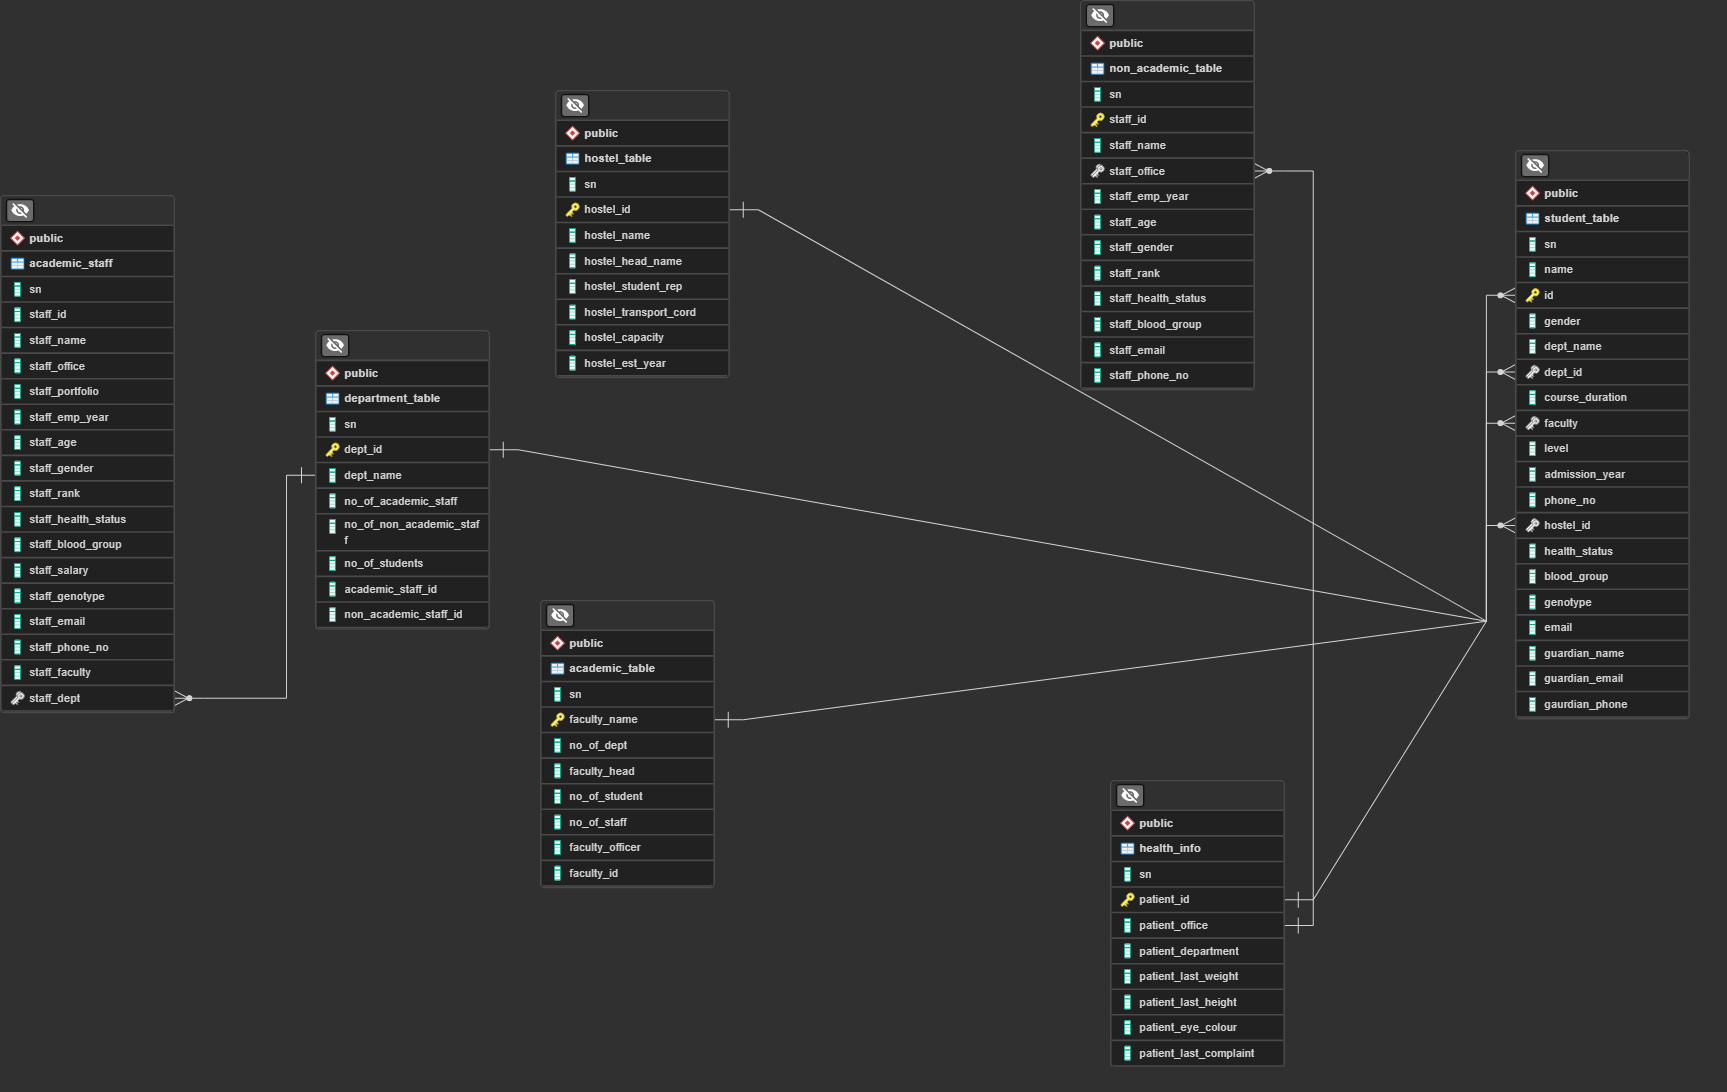 public
academic_staff
sn
staff_id
staff_name
staff_office
staff_portfolio
staff_emp_year
staff_age
staff_gender
staff_rank
staff_health_status
staff_blood_group
staff_salary
staff_genotype
staff_email
staff_phone_no
staff_faculty
staff_dept
public
department_table
sn
dept_id
dept_name
no_of_academic_staff
no_of_non_academic_staf
f
no_of_students
academic_staff_id
non_academic_staff_id
public
hostel_table
sn
hostel_id
hostel_name
hostel_head_name
hostel_student_rep
hostel_transport_cord
hostel_capacity
hostel_est_year
public
academic_table
sn
faculty_name
no_of_dept
faculty_head
no_of_student
no_of_staff
faculty_officer
faculty_id
public
non_academic_table
sn
staff_id
staff_name
staff_office
staff_emp_year
staff_age
staff_gender
staff_rank
staff_health_status
staff_blood_group
staff_email
staff_phone_no
public
health_info
sn
patient_id
patient_office
patient_department
patient_last_weight
patient_last_height
patient_eye_colour
patient_last_complaint
public
student_table
sn
name
id
gender
dept_name
dept_id
course_duration
faculty
level
admission_year
phone_no
hostel_id
health_status
blood_group
genotype
email
guardian_name
guardian_email
gaurdian_phone